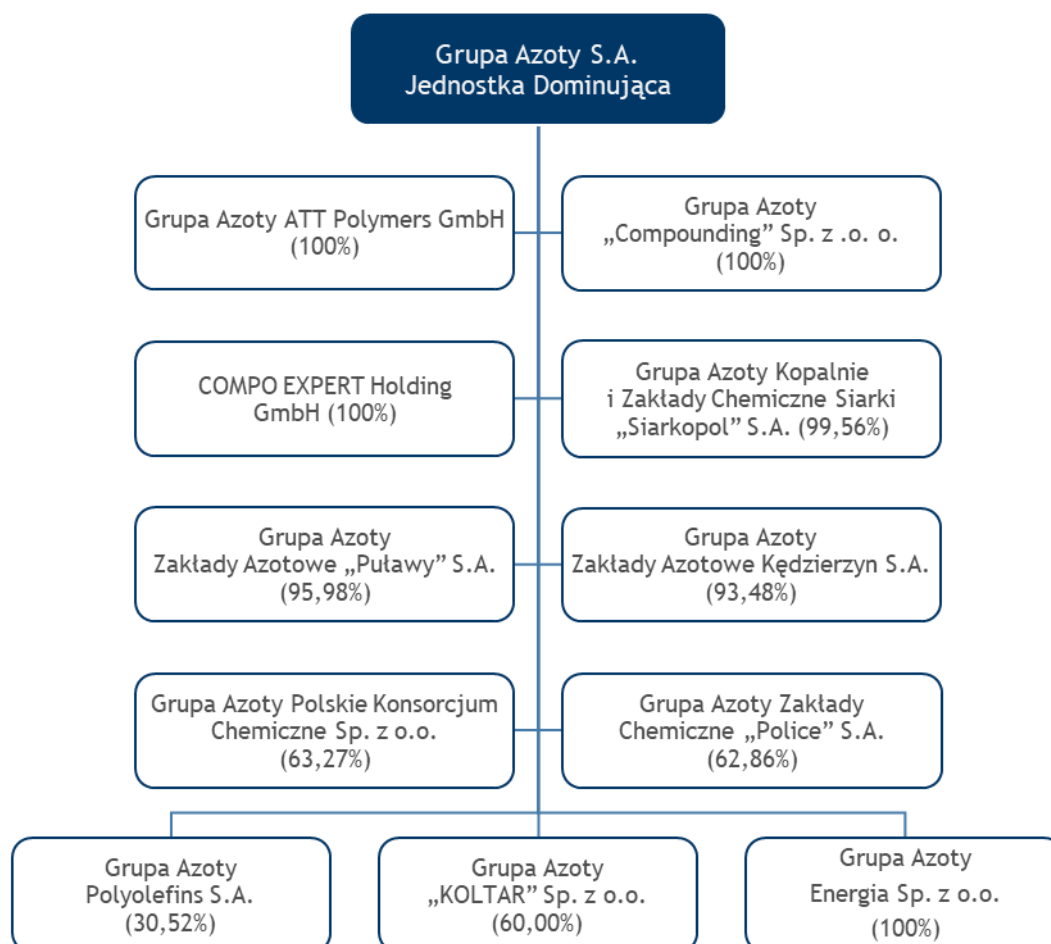 Grupa Azoty S.A.
Jednostka Dominująca
Grupa Azoty ATT Polymers GmbH
(100%)
Grupa Azoty
„Compounding” Sp. z .o. o.
(100%)
COMPO EXPERT Holding
GmbH (100%)
Grupa Azoty Kopalnie
i Zakłady Chemiczne Siarki
„Siarkopol” S.A. (99,56%)
Grupa Azoty
Zakłady Azotowe „Puławy” S.A.
(95,98%)
Grupa Azoty
Zakłady Azotowe Kędzierzyn S.A.
(93,48%)
Grupa Azoty Polskie Konsorcjum
Chemiczne Sp. z o.o.
(63,27%)
Grupa Azoty Zakłady
Chemiczne „Police” S.A.
(62,86%)
Grupa Azoty
Polyolefins S.A.
(30,52%)
Grupa Azoty
„KOLTAR” Sp. z o.o.
(60,00%)
Grupa Azoty
Energia Sp. z o.o.
(100%)